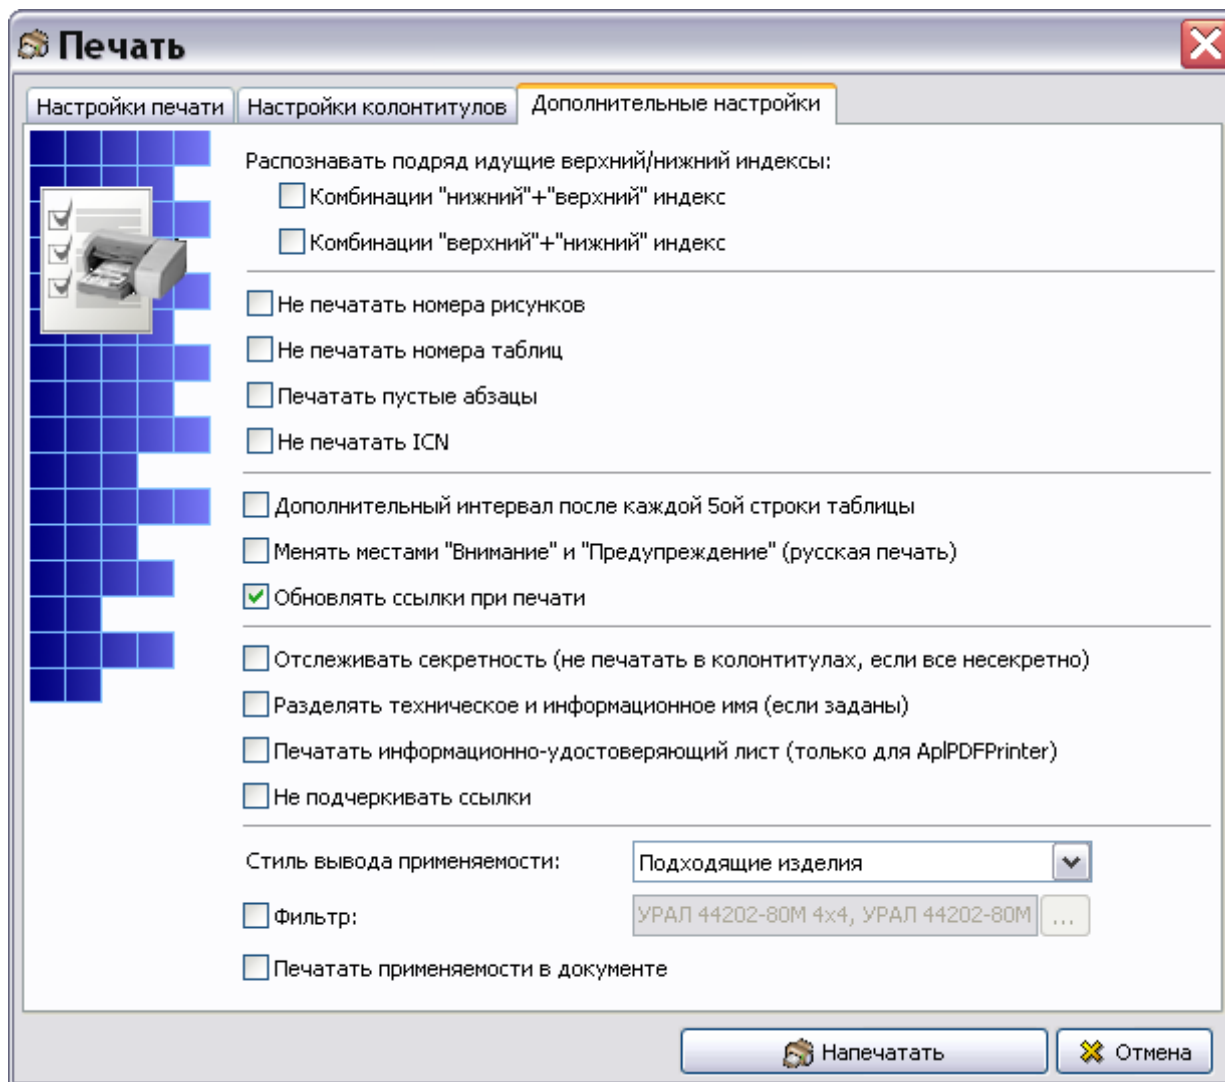 Печать
Настройки печати
Настройки колонтитулов
Дополнительные настройки
Распознавать подряд идущие верхний/нижний индексы:
Комбинации "нижний"+"верхний" индекс
Комбинации "верхний"+"нижний" индекс
Не печатать номера рисунков
Не печатать номера таблиц
Печатать пустые абзацы
Не печатать ICN
Дополнительный интервал после каждой 5ой строки таблицы
Менять местами "Внимание" и "Предупреждение" (русская печать)
Обновлять ссылки при печати
Отслеживать секретность (не печатать в колонтитулах, если все несекретно)
Разделять техническое и информационное имя (если заданы)
Печатать информационно-удостоверяющий лист (только для AplPDFPrinter)
Не подчеркивать ссылки
Стиль вывода применяемости:
Подходящие изделия
Фильтр:
УРАЛ 44202-80М 4х4, УРАЛ 44202-80М
...
Печатать применяемости в документе
Напечатать
Отмена